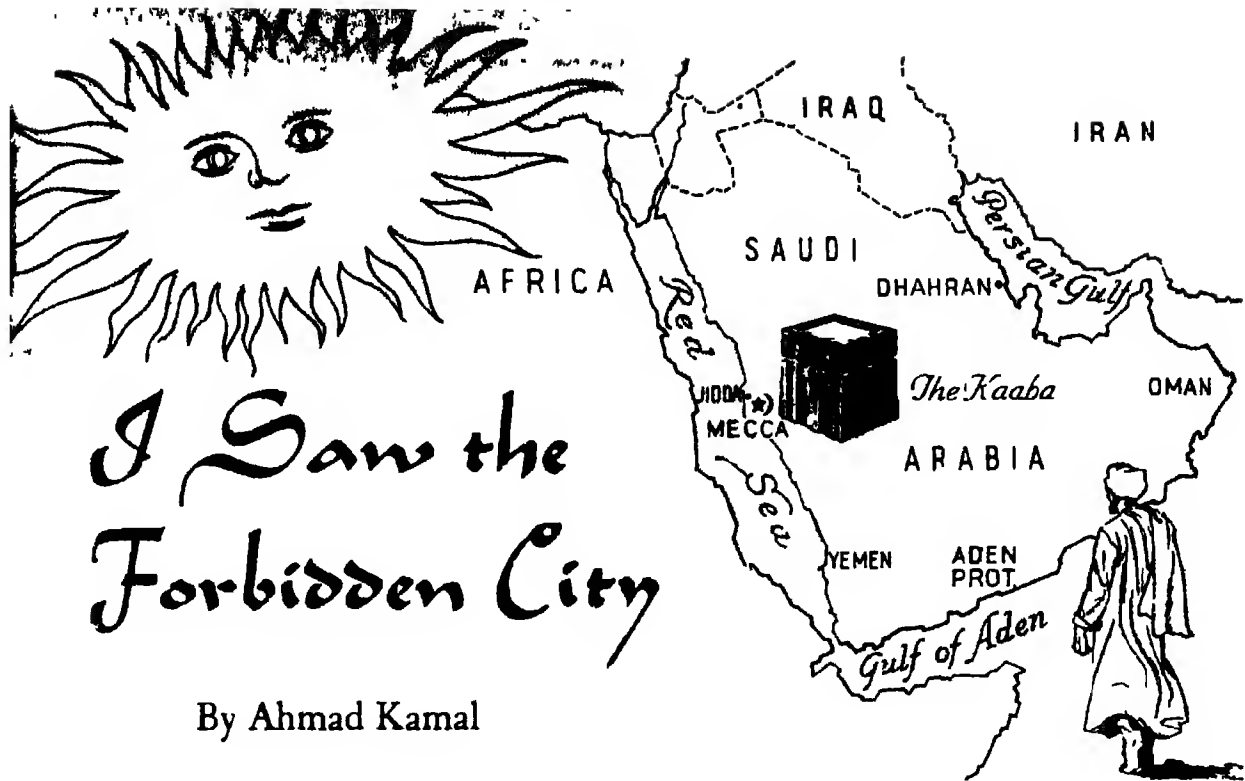 IRAQ
IRAN
Persian Gulf
SAUDI
AFRICA
DHAHRAN
Red
The Kaaba
OMAN
JIDDA
MECCA
ARABIA
Sea
YEMEN
ADEN
PROT.
Gulf of Aden
I Saw the
Forbidden City
By Ahmad Kamal